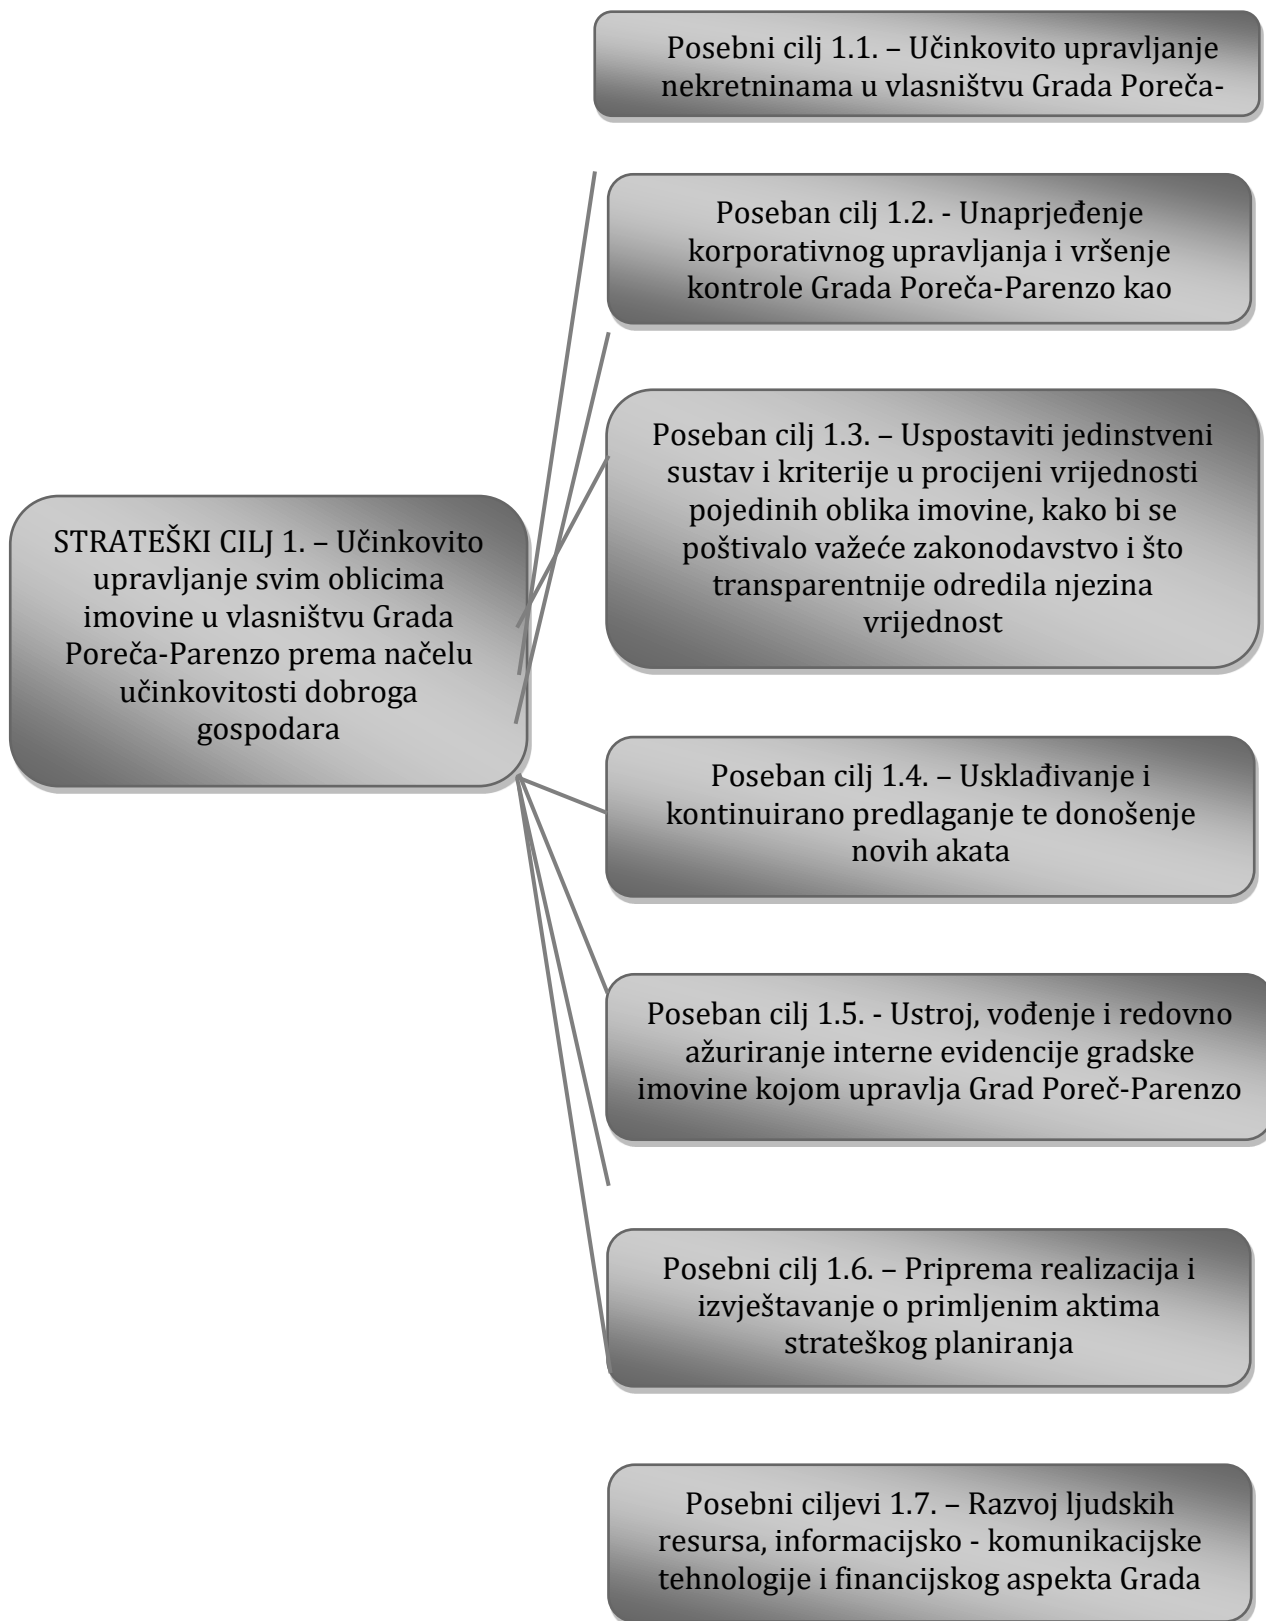 Posebni cilj 1.1. – Učinkovito upravljanje
nekretninama u vlasništvu Grada Poreča-
Poseban cilj 1.2. - Unaprjeđenje
korporativnog upravljanja i vršenje
kontrole Grada Poreča-Parenzo kao
Poseban cilj 1.3. – Uspostaviti jedinstveni
sustav i kriterije u procijeni vrijednosti
pojedinih oblika imovine, kako bi se
poštivalo važeće zakonodavstvo i što
transparentnije odredila njezina
vrijednost
STRATEŠKI CILJ 1. – Učinkovito
upravljanje svim oblicima
imovine u vlasništvu Grada
Poreča-Parenzo prema načelu
učinkovitosti dobroga
gospodara
Poseban cilj 1.4. – Usklađivanje i
kontinuirano predlaganje te donošenje
novih akata
Poseban cilj 1.5. - Ustroj, vođenje i redovno
ažuriranje interne evidencije gradske
imovine kojom upravlja Grad Poreč-Parenzo
Posebni cilj 1.6. – Priprema realizacija i
izvještavanje o primljenim aktima
strateškog planiranja
Posebni ciljevi 1.7. – Razvoj ljudskih
resursa, informacijsko - komunikacijske
tehnologije i financijskog aspekta Grada